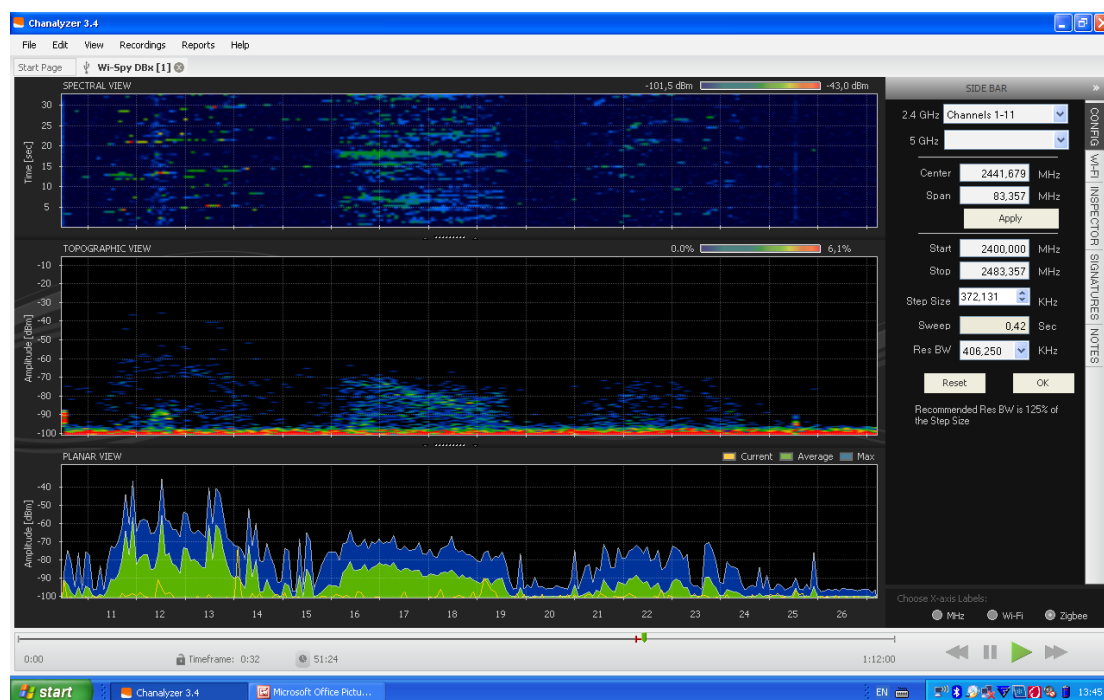 Chanalyzer 3.4
File Edit View Recordings Reports Help
Start Page Wi-Spy DBx [1]
SPECTRAL VIEW -101,5 dBm -43,0 dBm
Time [sec]
30
25
20
15
10
5
TOPOGRAPHIC VIEW 0.0% 6,1%
Amplitude [dBm]
-10
-20
-30
-40
-50
-60
-70
-80
-90
-100
PLANAR VIEW Current Average Max
Amplitude [dBm]
-40
-50
-60
-70
-80
-90
-100
11 12 13 14 15 16 17 18 19 20 21 22 23 24 25 26
SIDE BAR »
2.4 GHz Channels 1-11
5 GHz
Center 2441,679 MHz
Span 83,357 MHz
Apply
Start 2400,000 MHz
Stop 2483,357 MHz
Step Size 372,131 KHz
Sweep 0,42 Sec
Res BW 406,250 KHz
Reset OK
Recommended Res BW is 125% of
the Step Size
CONFIG WI-FI INSPECTOR SIGNATURES NOTES
Choose X-axis Labels:
MHz Wi-Fi Zigbee
0:00 Timeframe: 0:32 51:24 1:12:00
start Chanalyzer 3.4 Microsoft Office Pictu... EN 13:45